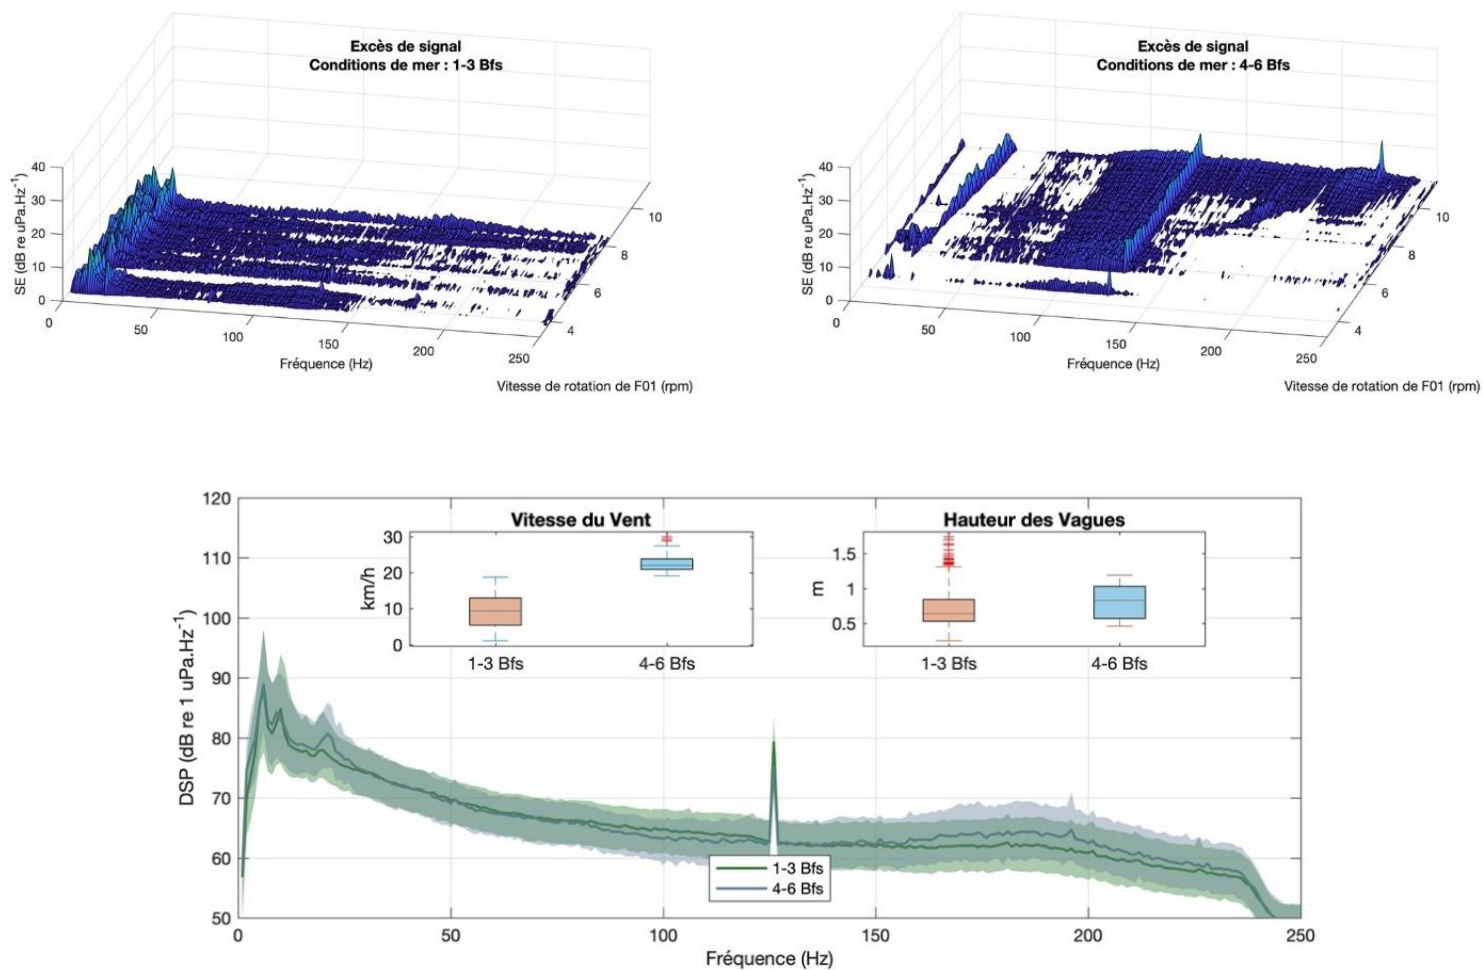 Excès de signal
Conditions de mer : 1-3 Bfs
SE (dB re uPa.Hz⁻¹)
40
30
20
10
0
0
50
100
150
200
250
Fréquence (Hz)
4
6
8
10
Vitesse de rotation de F01 (rpm)
Excès de signal
Conditions de mer : 4-6 Bfs
SE (dB re uPa.Hz⁻¹)
40
30
20
10
0
0
50
100
150
200
250
Fréquence (Hz)
4
6
8
10
Vitesse de rotation de F01 (rpm)
DSP (dB re 1 uPa.Hz⁻¹)
120
110
100
90
80
70
60
50
Vitesse du Vent
km/h
30
20
10
0
1-3 Bfs
4-6 Bfs
Hauteur des Vagues
m
1.5
1
0.5
1-3 Bfs
4-6 Bfs
1-3 Bfs
4-6 Bfs
0
50
100
150
200
250
Fréquence (Hz)